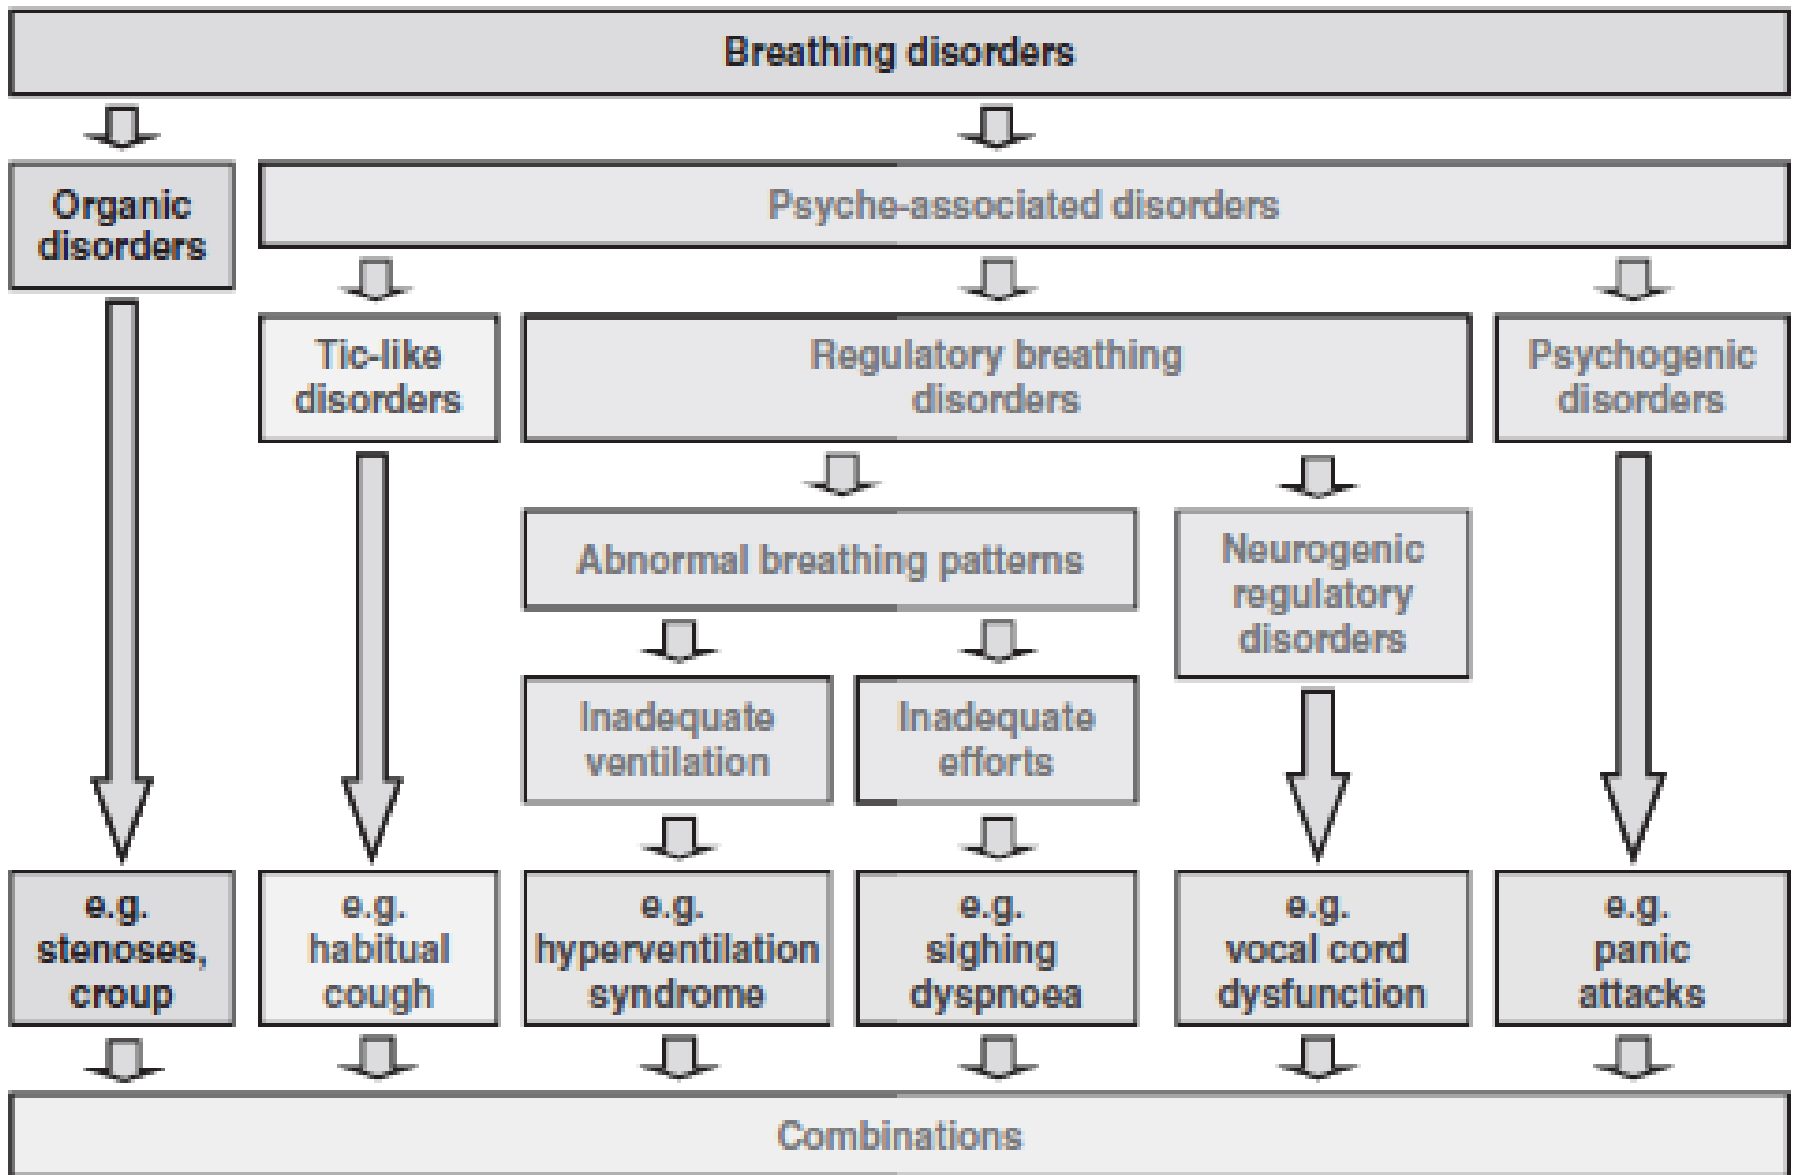 Breathing disorders
Organic
disorders
Psyche-associated disorders
Tic-like
disorders
Regulatory breathing
disorders
Psychogenic
disorders
Abnormal breathing patterns
Neurogenic
regulatory
disorders
Inadequate
ventilation
Inadequate
efforts
e.g.
stenoses,
croup
e.g.
habitual
cough
e.g.
hyperventilation
syndrome
e.g.
sighing
dyspnoea
e.g.
vocal cord
dysfunction
e.g.
panic
attacks
Combinations